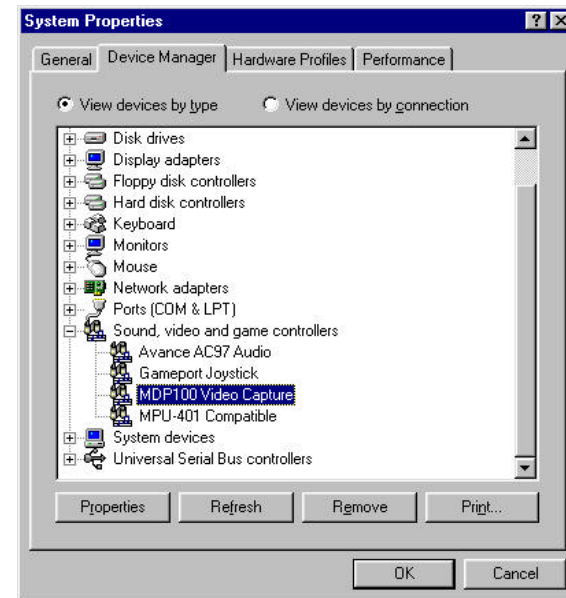 System Properties
General Device Manager Hardware Profiles Performance
View devices by type View devices by connection
Disk drives
Display adapters
Floppy disk controllers
Hard disk controllers
Keyboard
Monitors
Mouse
Network adapters
Ports (COM & LPT)
Sound, video and game controllers
Avance AC97 Audio
Gameport Joystick
MDP100 Video Capture
MPU-401 Compatible
System devices
Universal Serial Bus controllers
Properties Refresh Remove Print...
OK Cancel